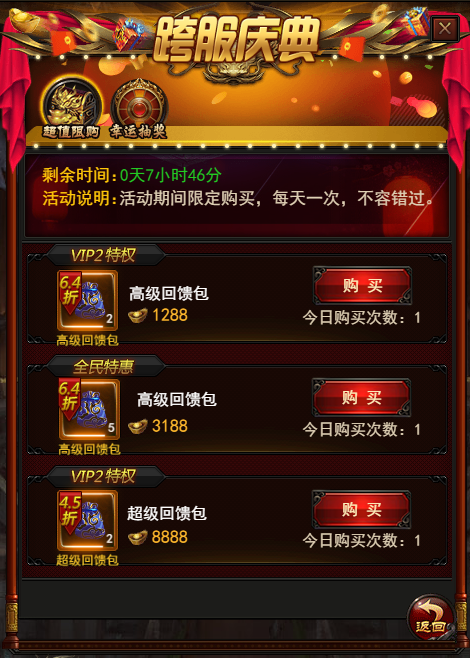 跨服庆典
超值限购 幸运抽奖
剩余时间:0天7小时46分
活动说明:活动期间限定购买，每天一次，不容错过。
VIP2特权
6.4折
2
高级回馈包
高级回馈包
1288
购买
今日购买次数：1
全民特惠
6.4折
5
高级回馈包
高级回馈包
3188
购买
今日购买次数：1
VIP2特权
4.5折
2
超级回馈包
超级回馈包
8888
购买
今日购买次数：1
返回